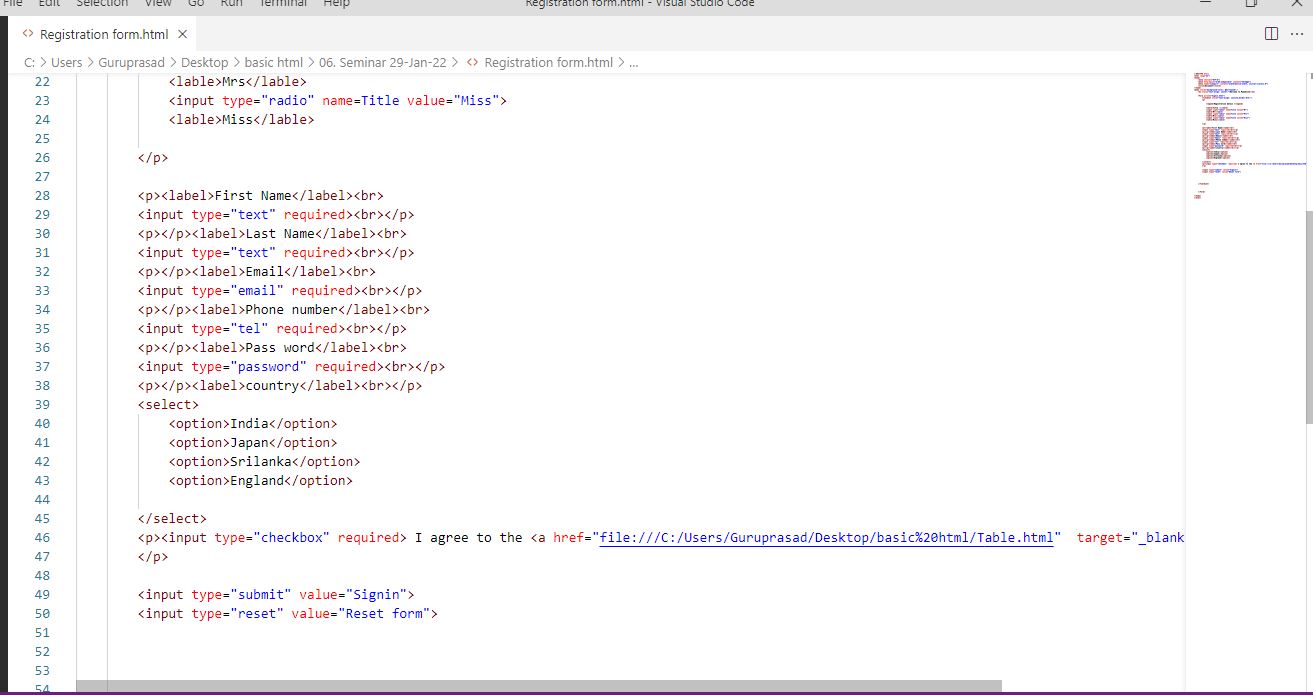 File Edit Selection View Go Run Terminal Help Registration form.html - Visual Studio Code
<> Registration form.html ×
C: > Users > Guruprasad > Desktop > basic html > 06. Seminar 29-Jan-22 > <> Registration form.html > ...
22 <lable>Mrs</lable>
23 <input type="radio" name=Title value="Miss">
24 <lable>Miss</lable>
25
26 </p>
27
28 <p><label>First Name</label><br>
29 <input type="text" required><br></p>
30 <p></p><label>Last Name</label><br>
31 <input type="text" required><br></p>
32 <p></p><label>Email</label><br>
33 <input type="email" required><br></p>
34 <p></p><label>Phone number</label><br>
35 <input type="tel" required><br></p>
36 <p></p><label>Pass word</label><br>
37 <input type="password" required><br></p>
38 <p></p><label>country</label><br></p>
39 <select>
40 <option>India</option>
41 <option>Japan</option>
42 <option>Srilanka</option>
43 <option>England</option>
44
45 </select>
46 <p><input type="checkbox" required> I agree to the <a href="file:///C:/Users/Guruprasad/Desktop/basic%20html/Table.html"  target="_blank
47 </p>
48
49 <input type="submit" value="Signin">
50 <input type="reset" value="Reset form">
51
52
53
54